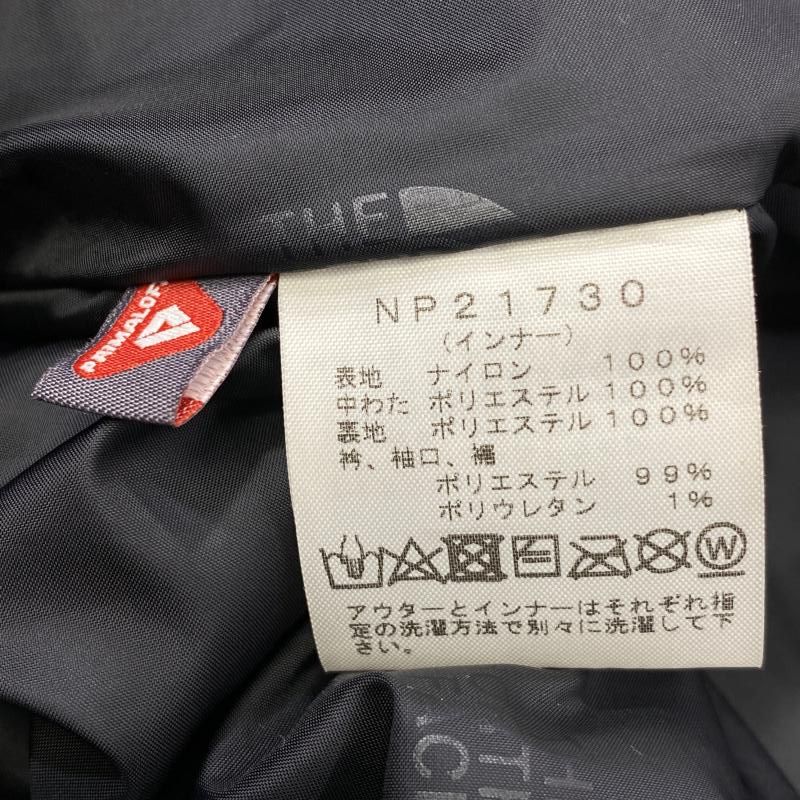 THE
PRIMALOFT
NP21730
(インナー)
表地 ナイロン 100%
中わた ポリエステル 100%
裏地 ポリエステル 100%
衿、袖口、裾
ポリエステル 99%
ポリウレタン 1%
W
アウターとインナーはそれぞれ指
定の洗濯方法で別々に洗濯して下
さい。